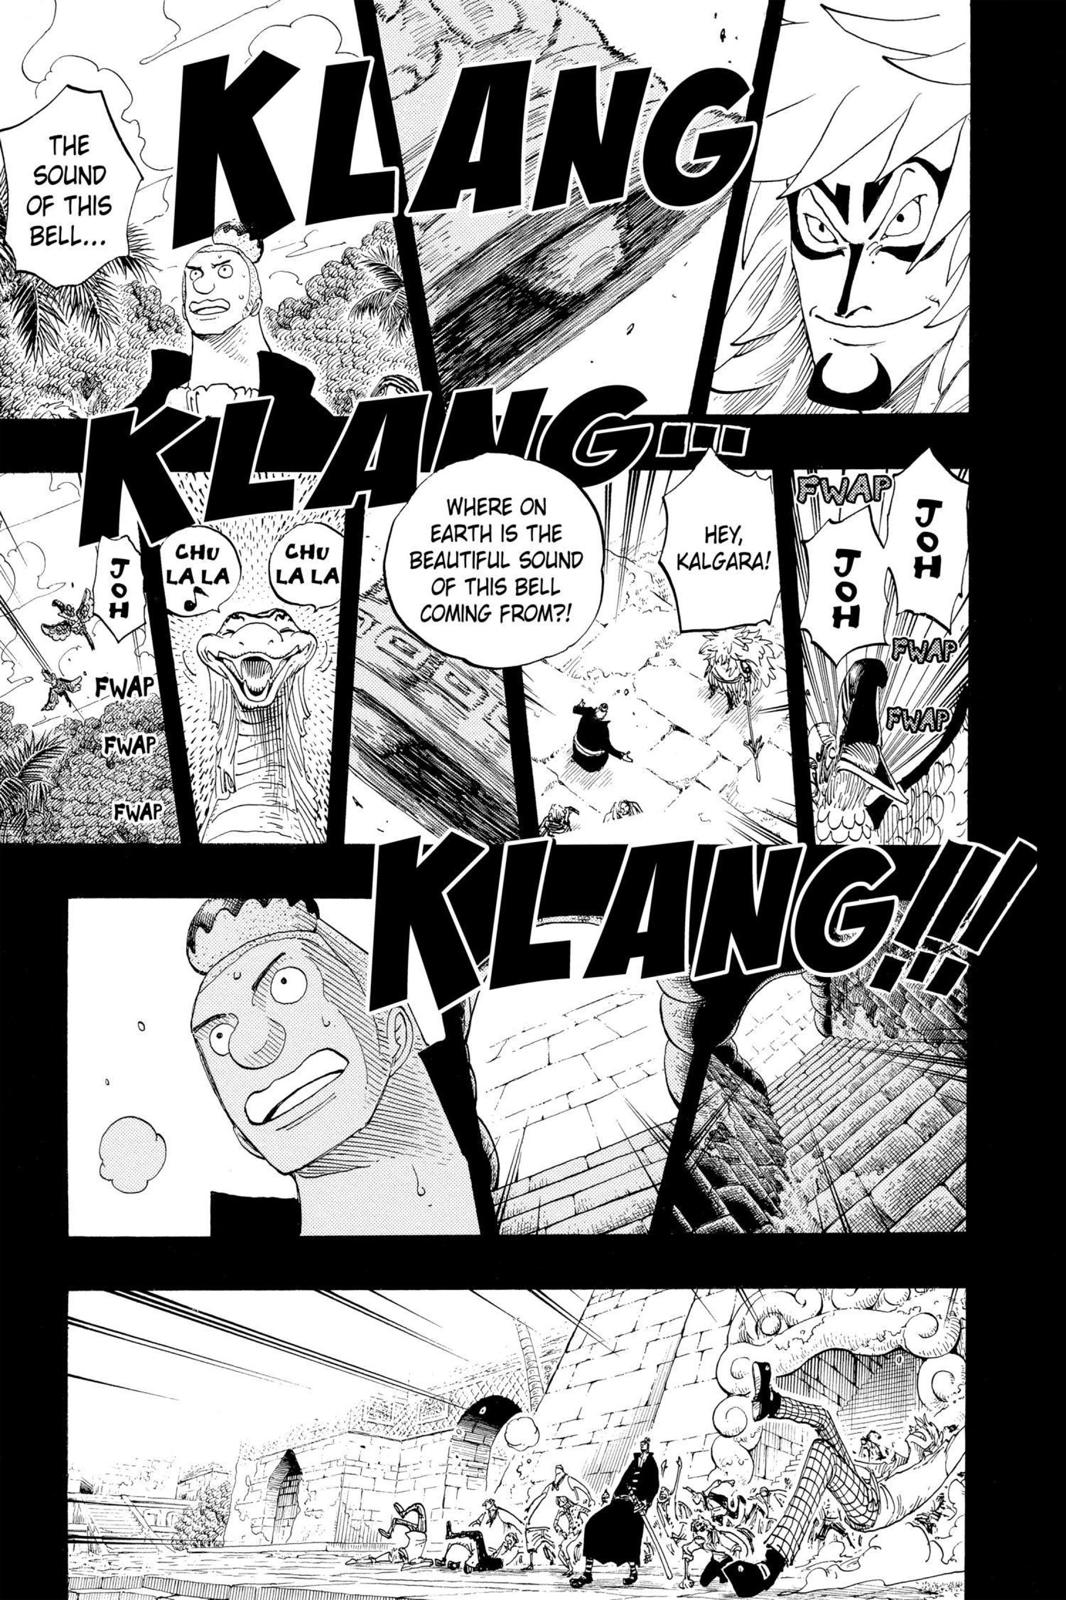 KLANG
THE
SOUND
OF THIS
BELL...
KLANG...
FWAP
JOH
JOH
FWAP
FWAP
HEY,
KALGARA!
WHERE ON
EARTH IS THE
BEAUTIFUL SOUND
OF THIS BELL
COMING FROM?!
CHU
LA LA
CHU
LA LA
JOH
FWAP
FWAP
FWAP
KLANG!!!